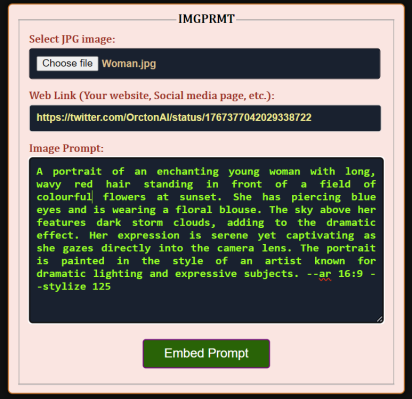 IMGPRMT
Select JPG image:
Choose file Woman.jpg
Web Link (Your website, Social media page, etc.):
https://twitter.com/OrctonAI/status/1767377042029338722
Image Prompt:
A portrait of an enchanting young woman with long,
wavy red hair standing in front of a field of
colourful flowers at sunset. She has piercing blue
eyes and is wearing a floral blouse. The sky above her
features dark storm clouds, adding to the dramatic
effect. Her expression is serene yet captivating as
she gazes directly into the camera lens. The portrait
is painted in the style of an artist known for
dramatic lighting and expressive subjects. --ar 16:9 -
-stylize 125
Embed Prompt